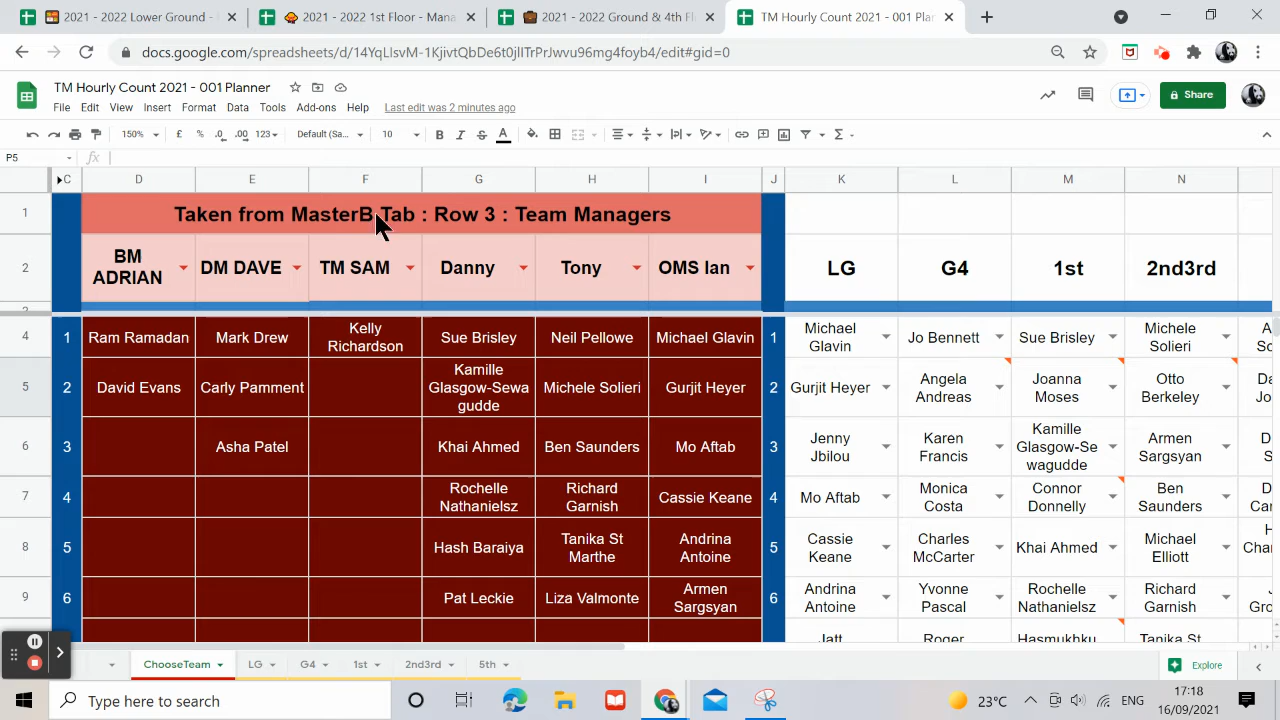 2021 - 2022 Lower Ground
2021 - 2022 1st Floor - Mana
2021 - 2022 Ground & 4th Fl
TM Hourly Count 2021 - 001 Plan
docs.google.com/spreadsheets/d/14YqLlsvM-1KjivtQbDe6t0jIITrPrJwvu96mg4foyb4/edit#gid=0
TM Hourly Count 2021 - 001 Planner
File Edit View Insert Format Data Tools Add-ons Help Last edit was 2 minutes ago
Share
150% £ % .0 .00 123 Default (Sa... 10
P5 fx
C D E F G H I J K L M N
1 Taken from MasterB Tab : Row 3 : Team Managers
2 BM ADRIAN DM DAVE TM SAM Danny Tony OMS Ian LG G4 1st 2nd3rd
4 1 Ram Ramadan Mark Drew Kelly Richardson Sue Brisley Neil Pellowe Michael Glavin 1 Michael Glavin Jo Bennett Sue Brisley Michele Solieri
5 2 David Evans Carly Pamment Kamille Glasgow-Sewagudde Michele Solieri Gurjit Heyer 2 Gurjit Heyer Angela Andreas Joanna Moses Otto Berkeley
6 3 Asha Patel Khai Ahmed Ben Saunders Mo Aftab 3 Jenny Jbilou Karen Francis Kamille Glasgow-Sewagudde Armen Sargsyan
7 4 Rochelle Nathanielsz Richard Garnish Cassie Keane 4 Mo Aftab Monica Costa Connor Donnelly Ben Saunders
8 5 Hash Baraiya Tanika St Marthe Andrina Antoine 5 Cassie Keane Charles McCarter Khai Ahmed Michael Elliott
9 6 Pat Leckie Liza Valmonte Armen Sargsyan 6 Andrina Antoine Yvonne Pascal Rochelle Nathanielsz Richard Garnish
Jatt Roger Hasmukhku Tanika St
ChooseTeam LG G4 1st 2nd3rd 5th Explore
Type here to search
23°C ENG 17:18
16/09/2021